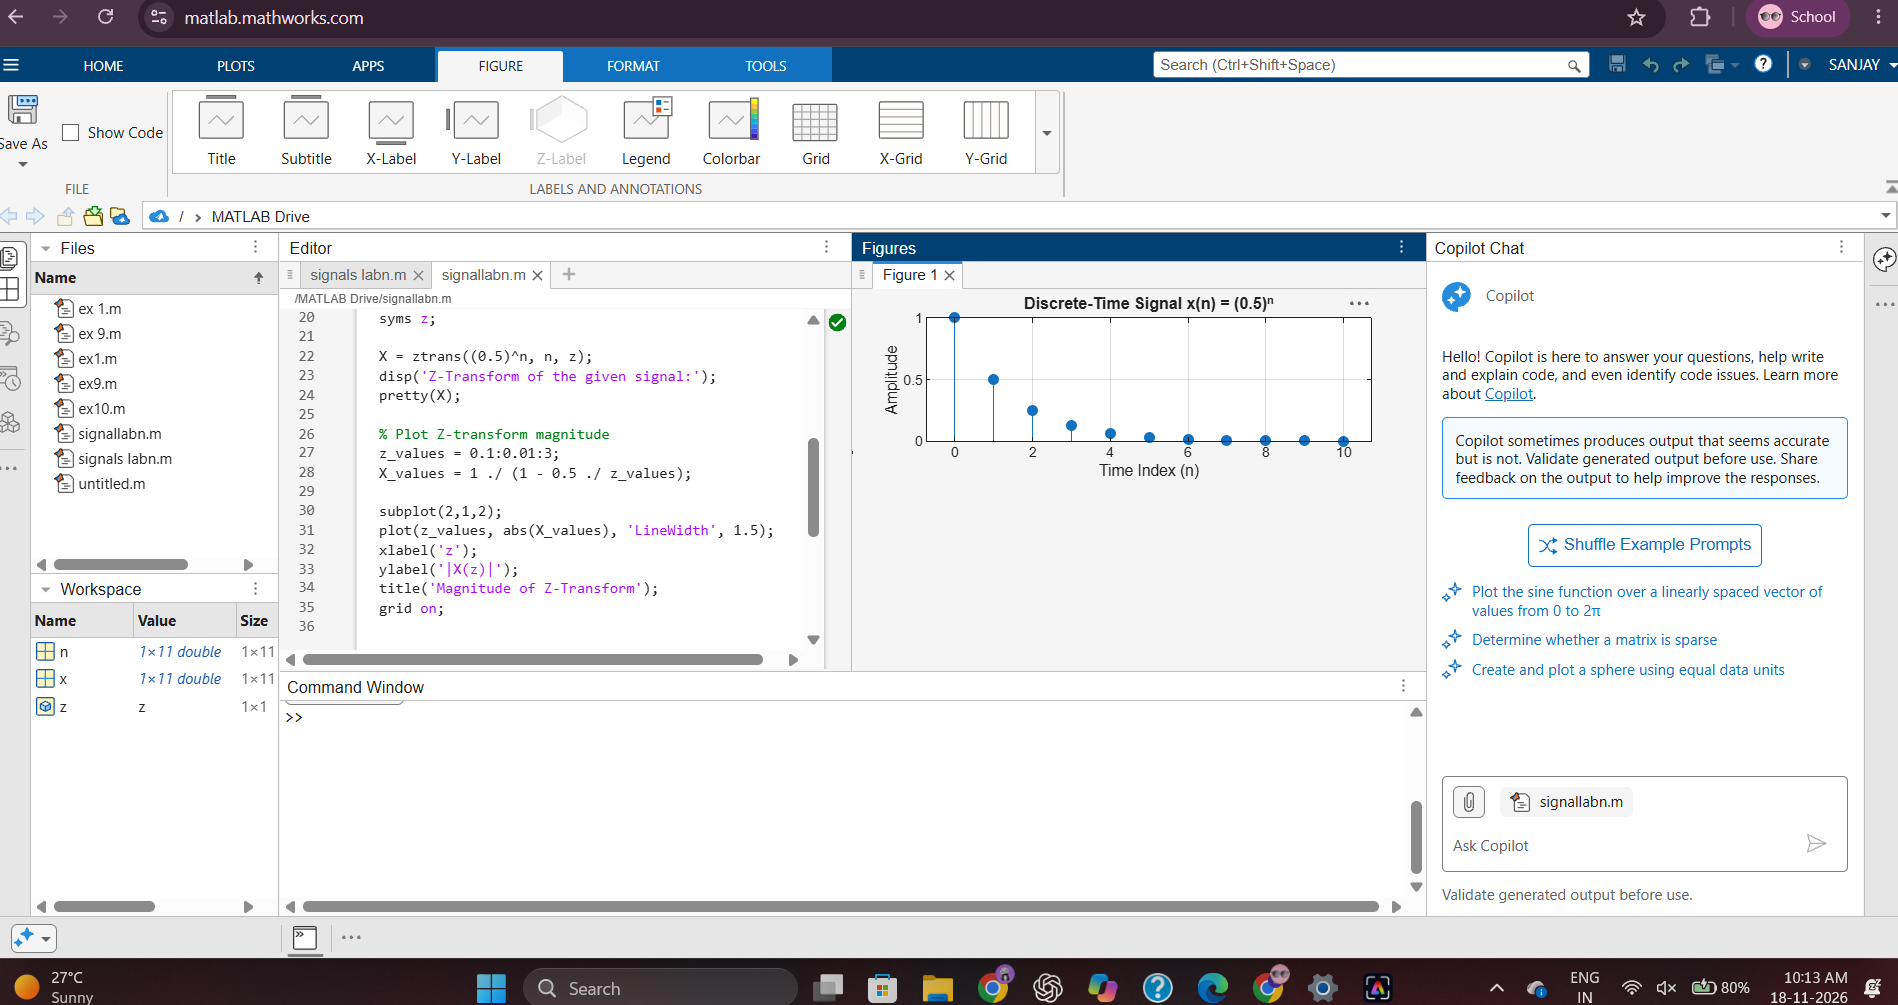 matlab.mathworks.com
School
HOME
PLOTS
APPS
FIGURE
FORMAT
TOOLS
Search (Ctrl+Shift+Space)
SANJAY
Save As
Show Code
Title
Subtitle
X-Label
Y-Label
Z-Label
Legend
Colorbar
Grid
X-Grid
Y-Grid
FILE
LABELS AND ANNOTATIONS
/ › MATLAB Drive
Files
Name
ex 1.m
ex 9.m
ex1.m
ex9.m
ex10.m
signallabn.m
signals labn.m
untitled.m
Workspace
Name Value Size
n 1×11 double 1×11
x 1×11 double 1×11
z z 1×1
Editor
signals labn.m
signallabn.m
/MATLAB Drive/signallabn.m
20 syms z;
21
22 X = ztrans((0.5)^n, n, z);
23 disp('Z-Transform of the given signal:');
24 pretty(X);
25
26 % Plot Z-transform magnitude
27 z_values = 0.1:0.01:3;
28 X_values = 1 ./ (1 - 0.5 ./ z_values);
29
30 subplot(2,1,2);
31 plot(z_values, abs(X_values), 'LineWidth', 1.5);
32 xlabel('z');
33 ylabel('|X(z)|');
34 title('Magnitude of Z-Transform');
35 grid on;
36
Figures
Figure 1
Discrete-Time Signal x(n) = (0.5)ⁿ
Amplitude
1
0.5
0
0 2 4 6 8 10
Time Index (n)
Command Window
>>
Copilot Chat
Copilot
Hello! Copilot is here to answer your questions, help write
and explain code, and even identify code issues. Learn more
about Copilot.
Copilot sometimes produces output that seems accurate
but is not. Validate generated output before use. Share
feedback on the output to help improve the responses.
Shuffle Example Prompts
Plot the sine function over a linearly spaced vector of
values from 0 to 2π
Determine whether a matrix is sparse
Create and plot a sphere using equal data units
signallabn.m
Ask Copilot
Validate generated output before use.
27°C
Sunny
Search
ENG
IN
80%
10:13 AM
18-11-2026